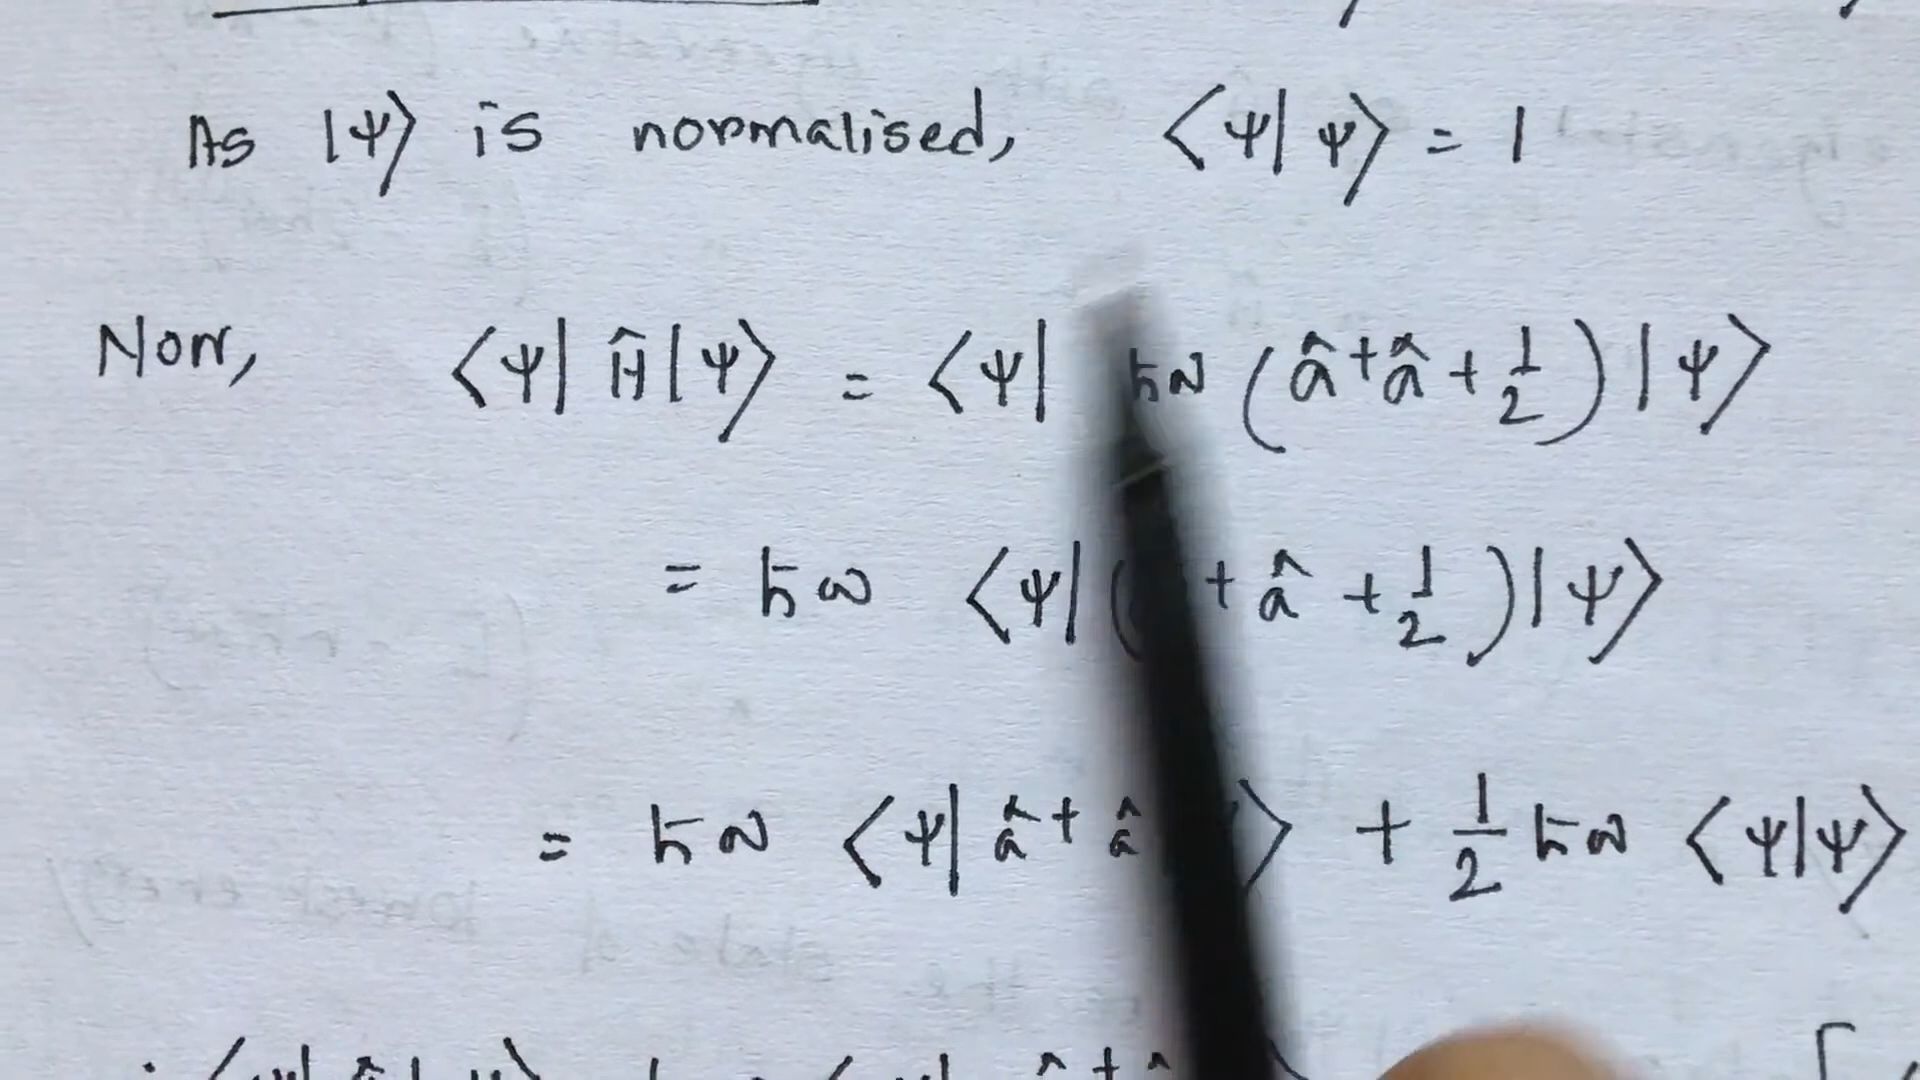 As |Ψ⟩ is normalised, ⟨Ψ|Ψ⟩ = 1
Now, ⟨Ψ|Ĥ|Ψ⟩ = ⟨Ψ| ħω (â⁺â + 1/2) |Ψ⟩
= ħω ⟨Ψ| ( + â + 1/2) |Ψ⟩
= ħω ⟨Ψ| â⁺ â ⟩ + 1/2 ħω ⟨Ψ|Ψ⟩